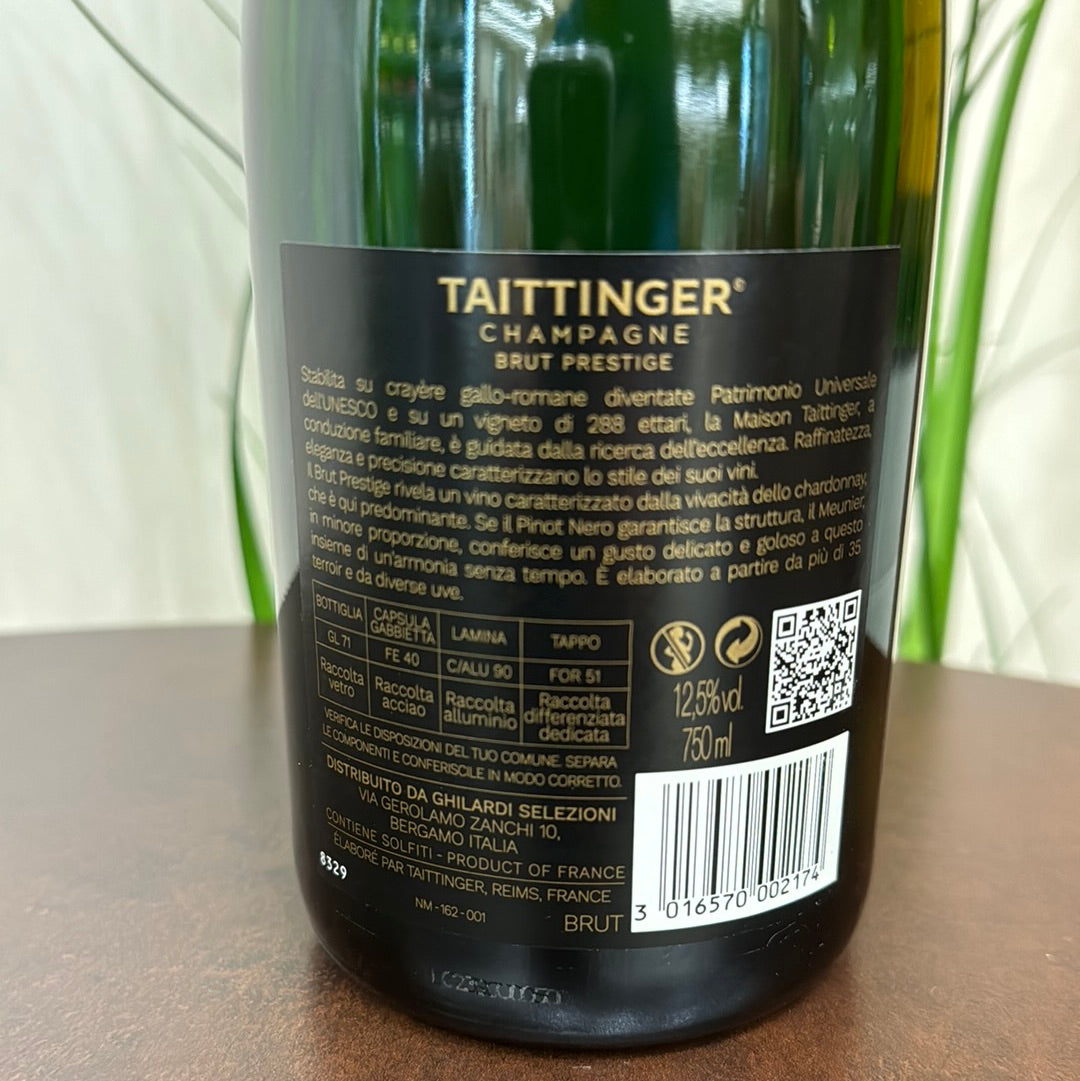 TAITTINGER®
CHAMPAGNE
BRUT PRESTIGE
Stabilita su crayère gallo-romane diventate Patrimonio Universale
dell'UNESCO e su un vigneto di 288 ettari, la Maison Taittinger, a
conduzione familiare, è guidata dalla ricerca dell'eccellenza. Raffinatezza,
eleganza e precisione caratterizzano lo stile dei suoi vini.
Il Brut Prestige rivela un vino caratterizzato dalla vivacità dello chardonnay,
che è qui predominante. Se il Pinot Nero garantisce la struttura, il Meunier,
in minore proporzione, conferisce un gusto delicato e goloso a questo
insieme di un'armonia senza tempo. È elaborato a partire da più di 35
terroir e da diverse uve.
BOTTIGLIA CAPSULA GABBIETTA LAMINA TAPPO
GL 71 FE 40 C/ALU 90 FOR 51
Raccolta vetro Raccolta acciao Raccolta alluminio Raccolta differenziata dedicata
VERIFICA LE DISPOSIZIONI DEL TUO COMUNE. SEPARA
LE COMPONENTI E CONFERISCILE IN MODO CORRETTO.
12,5% vol.
750 ml
DISTRIBUITO DA GHILARDI SELEZIONI
VIA GEROLAMO ZANCHI 10,
BERGAMO ITALIA
CONTIENE SOLFITI - PRODUCT OF FRANCE
ÉLABORÉ PAR TAITTINGER, REIMS, FRANCE
8329
NM-162-001
BRUT
3 016570 002174